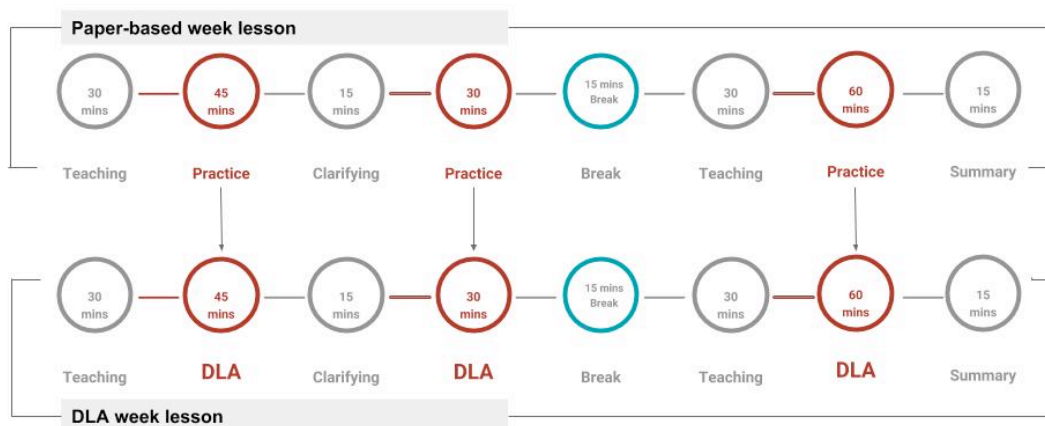 Paper-based week lesson
30 mins
45 mins
15 mins
30 mins
15 mins Break
30 mins
60 mins
15 mins
Teaching
Practice
Clarifying
Practice
Break
Teaching
Practice
Summary
30 mins
45 mins
15 mins
30 mins
15 mins Break
30 mins
60 mins
15 mins
Teaching
DLA
Clarifying
DLA
Break
Teaching
DLA
Summary
DLA week lesson